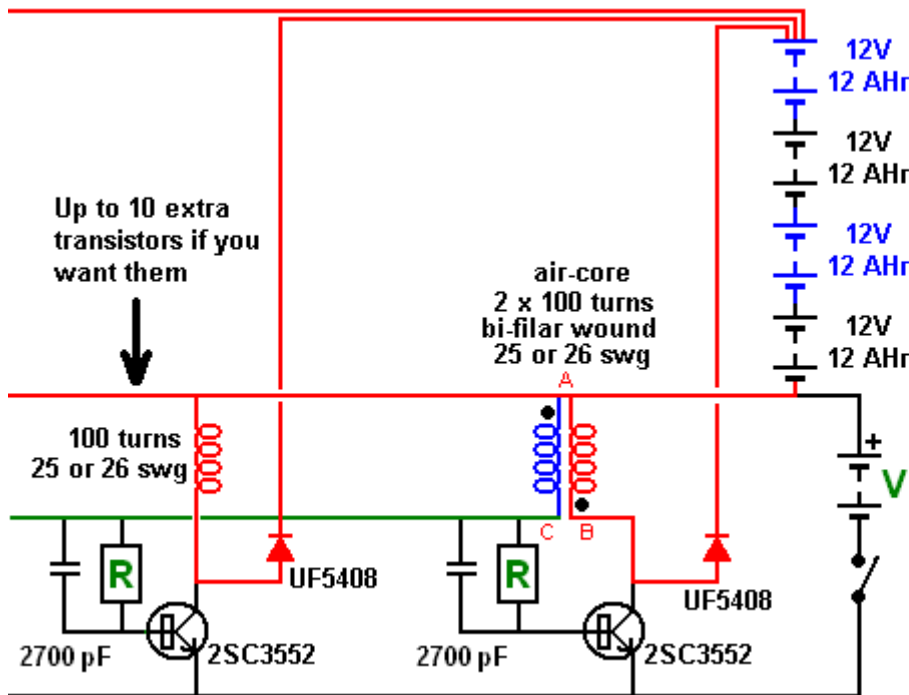 12V
12 AHr
12V
12 AHr
Up to 10 extra
transistors if you
want them
12V
12 AHr
air-core
2 x 100 turns
bi-filar wound
25 or 26 swg
12V
12 AHr
A
100 turns
25 or 26 swg
+
V
C
B
R
UF5408
R
UF5408
2700 pF
2SC3552
2700 pF
2SC3552